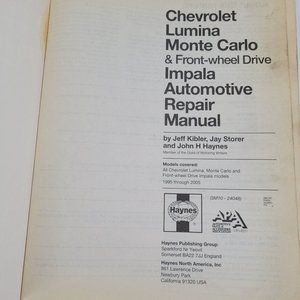 Chevrolet
Lumina
Monte Carlo
& Front-wheel Drive
Impala
Automotive
Repair
Manual
by Jeff Kibler, Jay Storer
and John H Haynes
Member of the Guild of Motoring Writers
Models covered:
All Chevrolet Lumina, Monte Carlo and
Front-wheel Drive Impala models
1995 through 2005
Haynes
APA
Haynes Publishing Group
Sparkford Nr Yeovil
Somerset BA22 7JJ England
Haynes North America, Inc
861 Lawrence Drive
Newbury Park
California 91320 USA